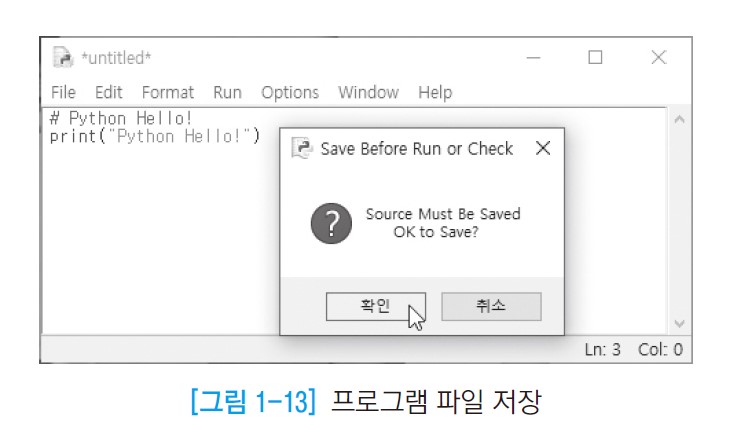 *untitled*
File Edit Format Run Options Window Help
# Python Hello!
print("Python Hello!")
Save Before Run or Check
Source Must Be Saved
OK to Save?
확인 취소
Ln: 3 Col: 0
[그림 1-13] 프로그램 파일 저장